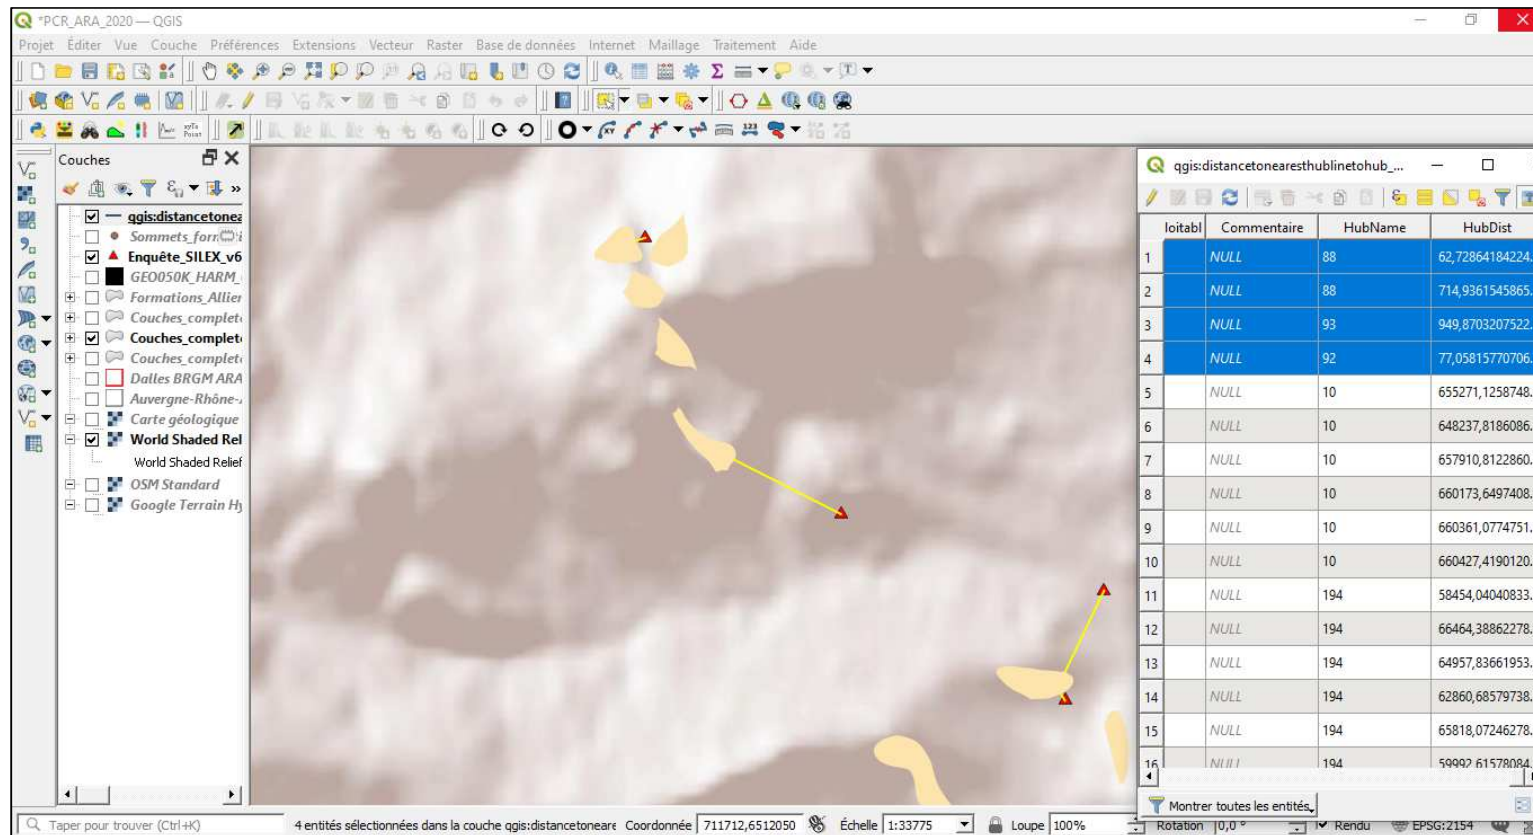 *PCR_ARA_2020 — QGIS
Projet Éditer Vue Couche Préférences Extensions Vecteur Raster Base de données Internet Maillage Traitement Aide
Couches
qgis:distancetonea
Sommets_for
Enquête_SILEX_v6
GEO050K_HARM_
Formations_Allier
Couches_complet
Couches_complet
Couches_complet
Dalles BRGM ARA
Auvergne-Rhône-
Carte géologique
World Shaded Rel
World Shaded Relief
OSM Standard
Google Terrain Hy
qgis:distancetonearesthublinetohub_...
loitabl Commentaire HubName HubDist
1 NULL 88 62,72864184224.
2 NULL 88 714,9361545865.
3 NULL 93 949,8703207522.
4 NULL 92 77,05815770706.
5 NULL 10 655271,1258748.
6 NULL 10 648237,8186086.
7 NULL 10 657910,8122860.
8 NULL 10 660173,6497408.
9 NULL 10 660361,0774751.
10 NULL 10 660427,4190120.
11 NULL 194 58454,04040833.
12 NULL 194 66464,38862278.
13 NULL 194 64957,83661953.
14 NULL 194 62860,68579738.
15 NULL 194 65818,07246278.
16 NULL 194 59992,61578084.
Montrer toutes les entités
Taper pour trouver (Ctrl+K) 4 entités sélectionnées dans la couche qgis:distancetoneare Coordonnée 711712,6512050 Échelle 1:33775 Loupe 100% Rotation 0,0 ° Rendu EPSG:2154